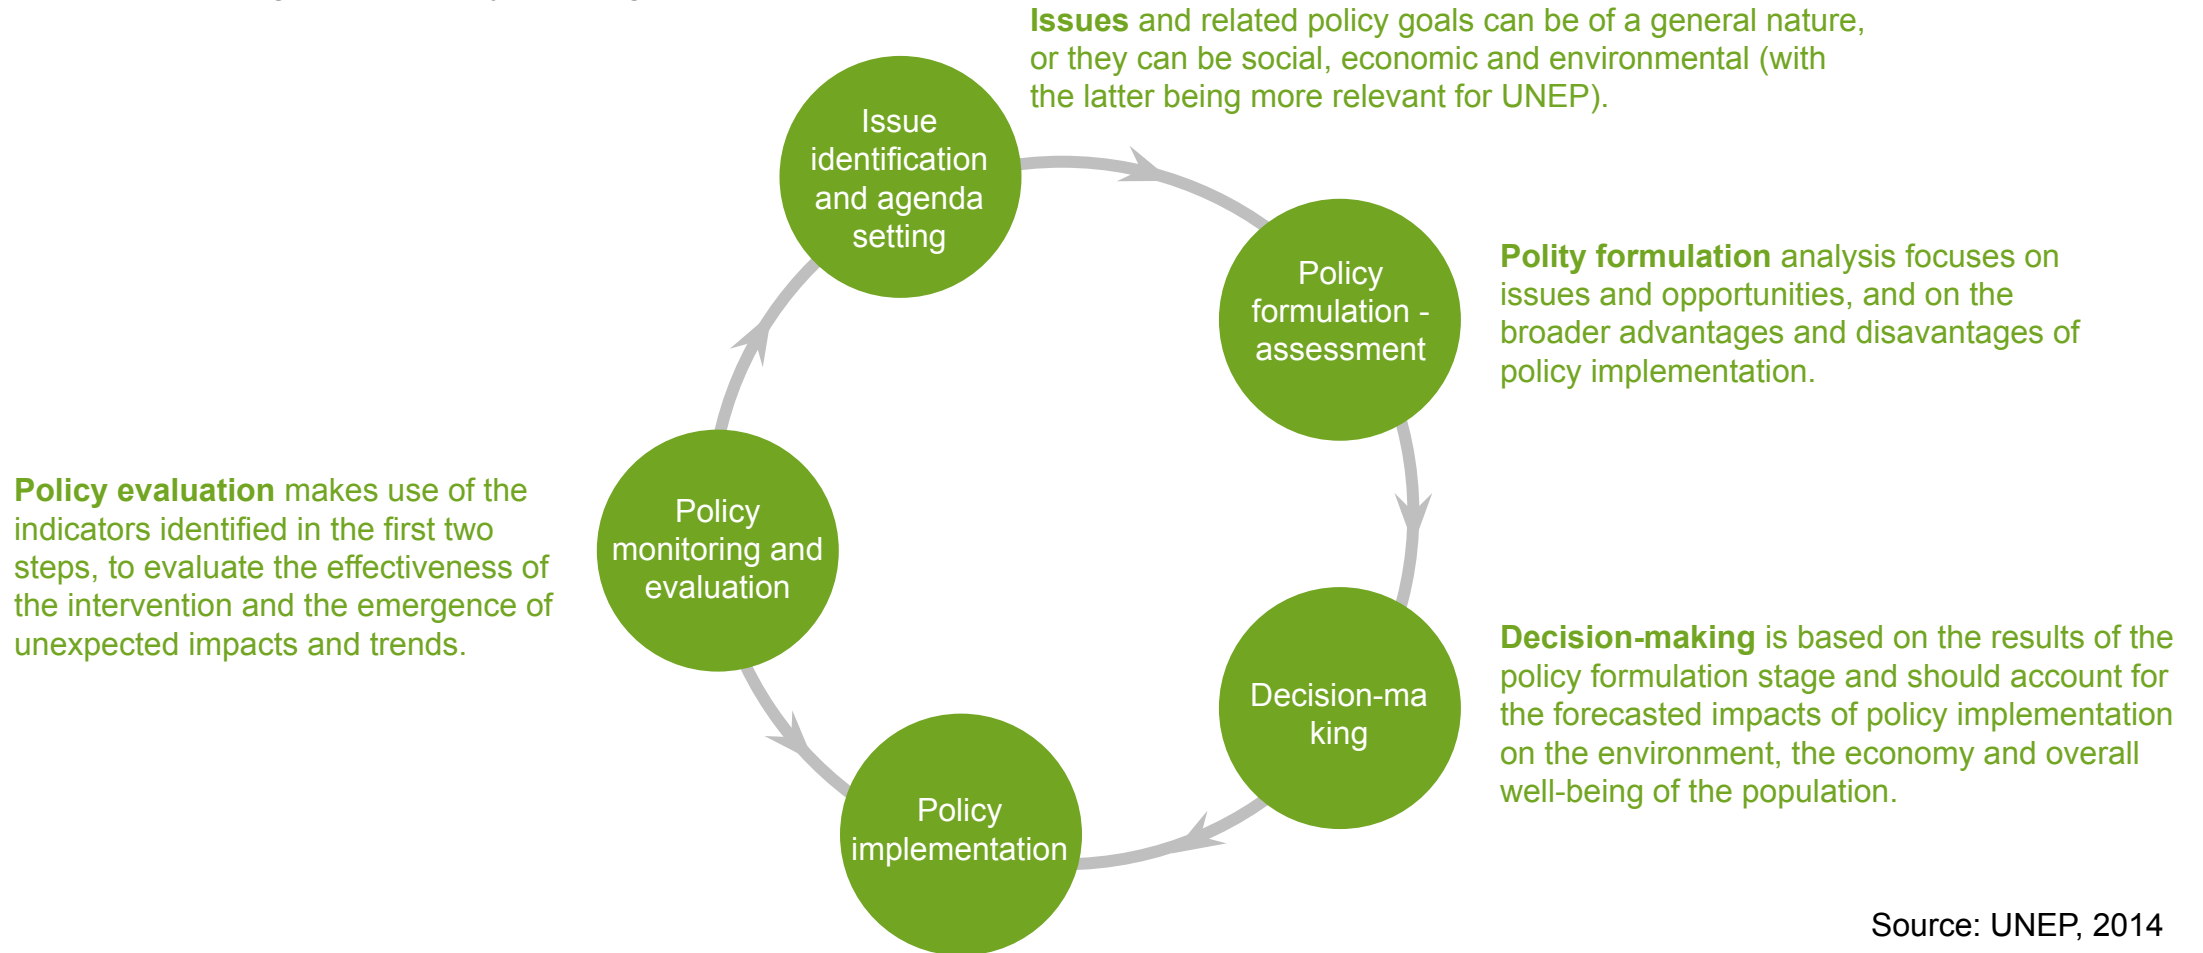 Issues and related policy goals can be of a general nature,
or they can be social, economic and environmental (with
the latter being more relevant for UNEP).
Issue
identification
and agenda
setting
Policy
formulation -
assessment
Polity formulation analysis focuses on
issues and opportunities, and on the
broader advantages and disavantages of
policy implementation.
Policy evaluation makes use of the
indicators identified in the first two
steps, to evaluate the effectiveness of
the intervention and the emergence of
unexpected impacts and trends.
Policy
monitoring and
evaluation
Decision-ma
king
Decision-making is based on the results of the
policy formulation stage and should account for
the forecasted impacts of policy implementation
on the environment, the economy and overall
well-being of the population.
Policy
implementation
Source: UNEP, 2014